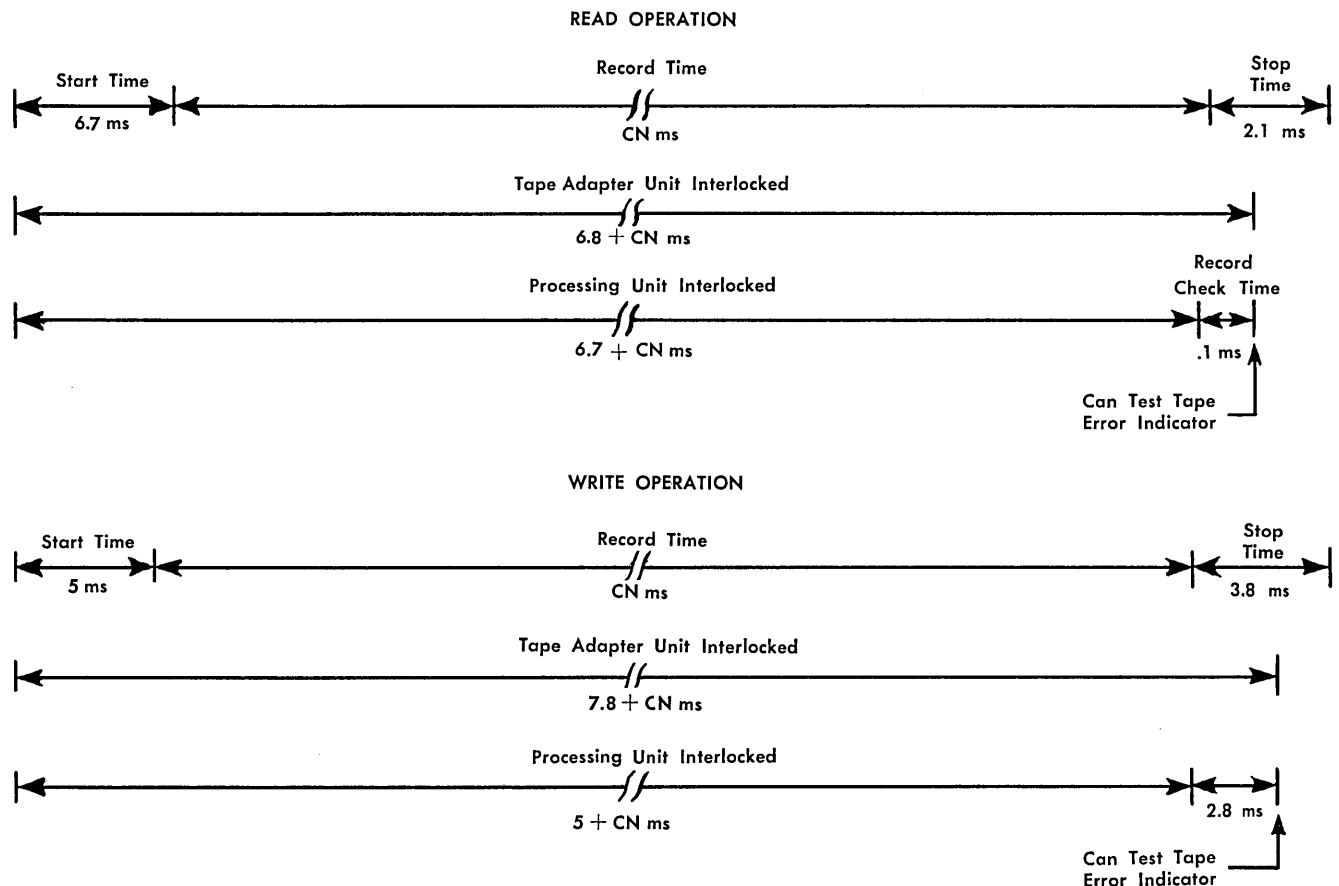 READ OPERATION
Start Time
Record Time
Stop
Time
6.7 ms
CN ms
2.1 ms
Tape Adapter Unit Interlocked
6.8 + CN ms
Processing Unit Interlocked
Record
Check Time
6.7 + CN ms
.1 ms
Can Test Tape
Error Indicator
WRITE OPERATION
Start Time
Record Time
Stop
Time
5 ms
CN ms
3.8 ms
Tape Adapter Unit Interlocked
7.8 + CN ms
Processing Unit Interlocked
5 + CN ms
2.8 ms
Can Test Tape
Error Indicator